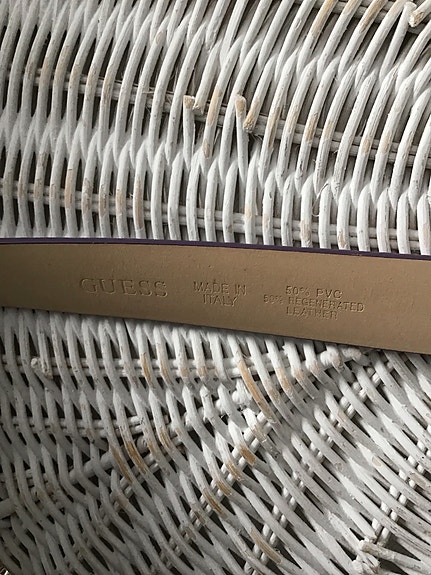 GUESS
MADE IN
ITALY
50% PVC
50% REGENERATED
LEATHER